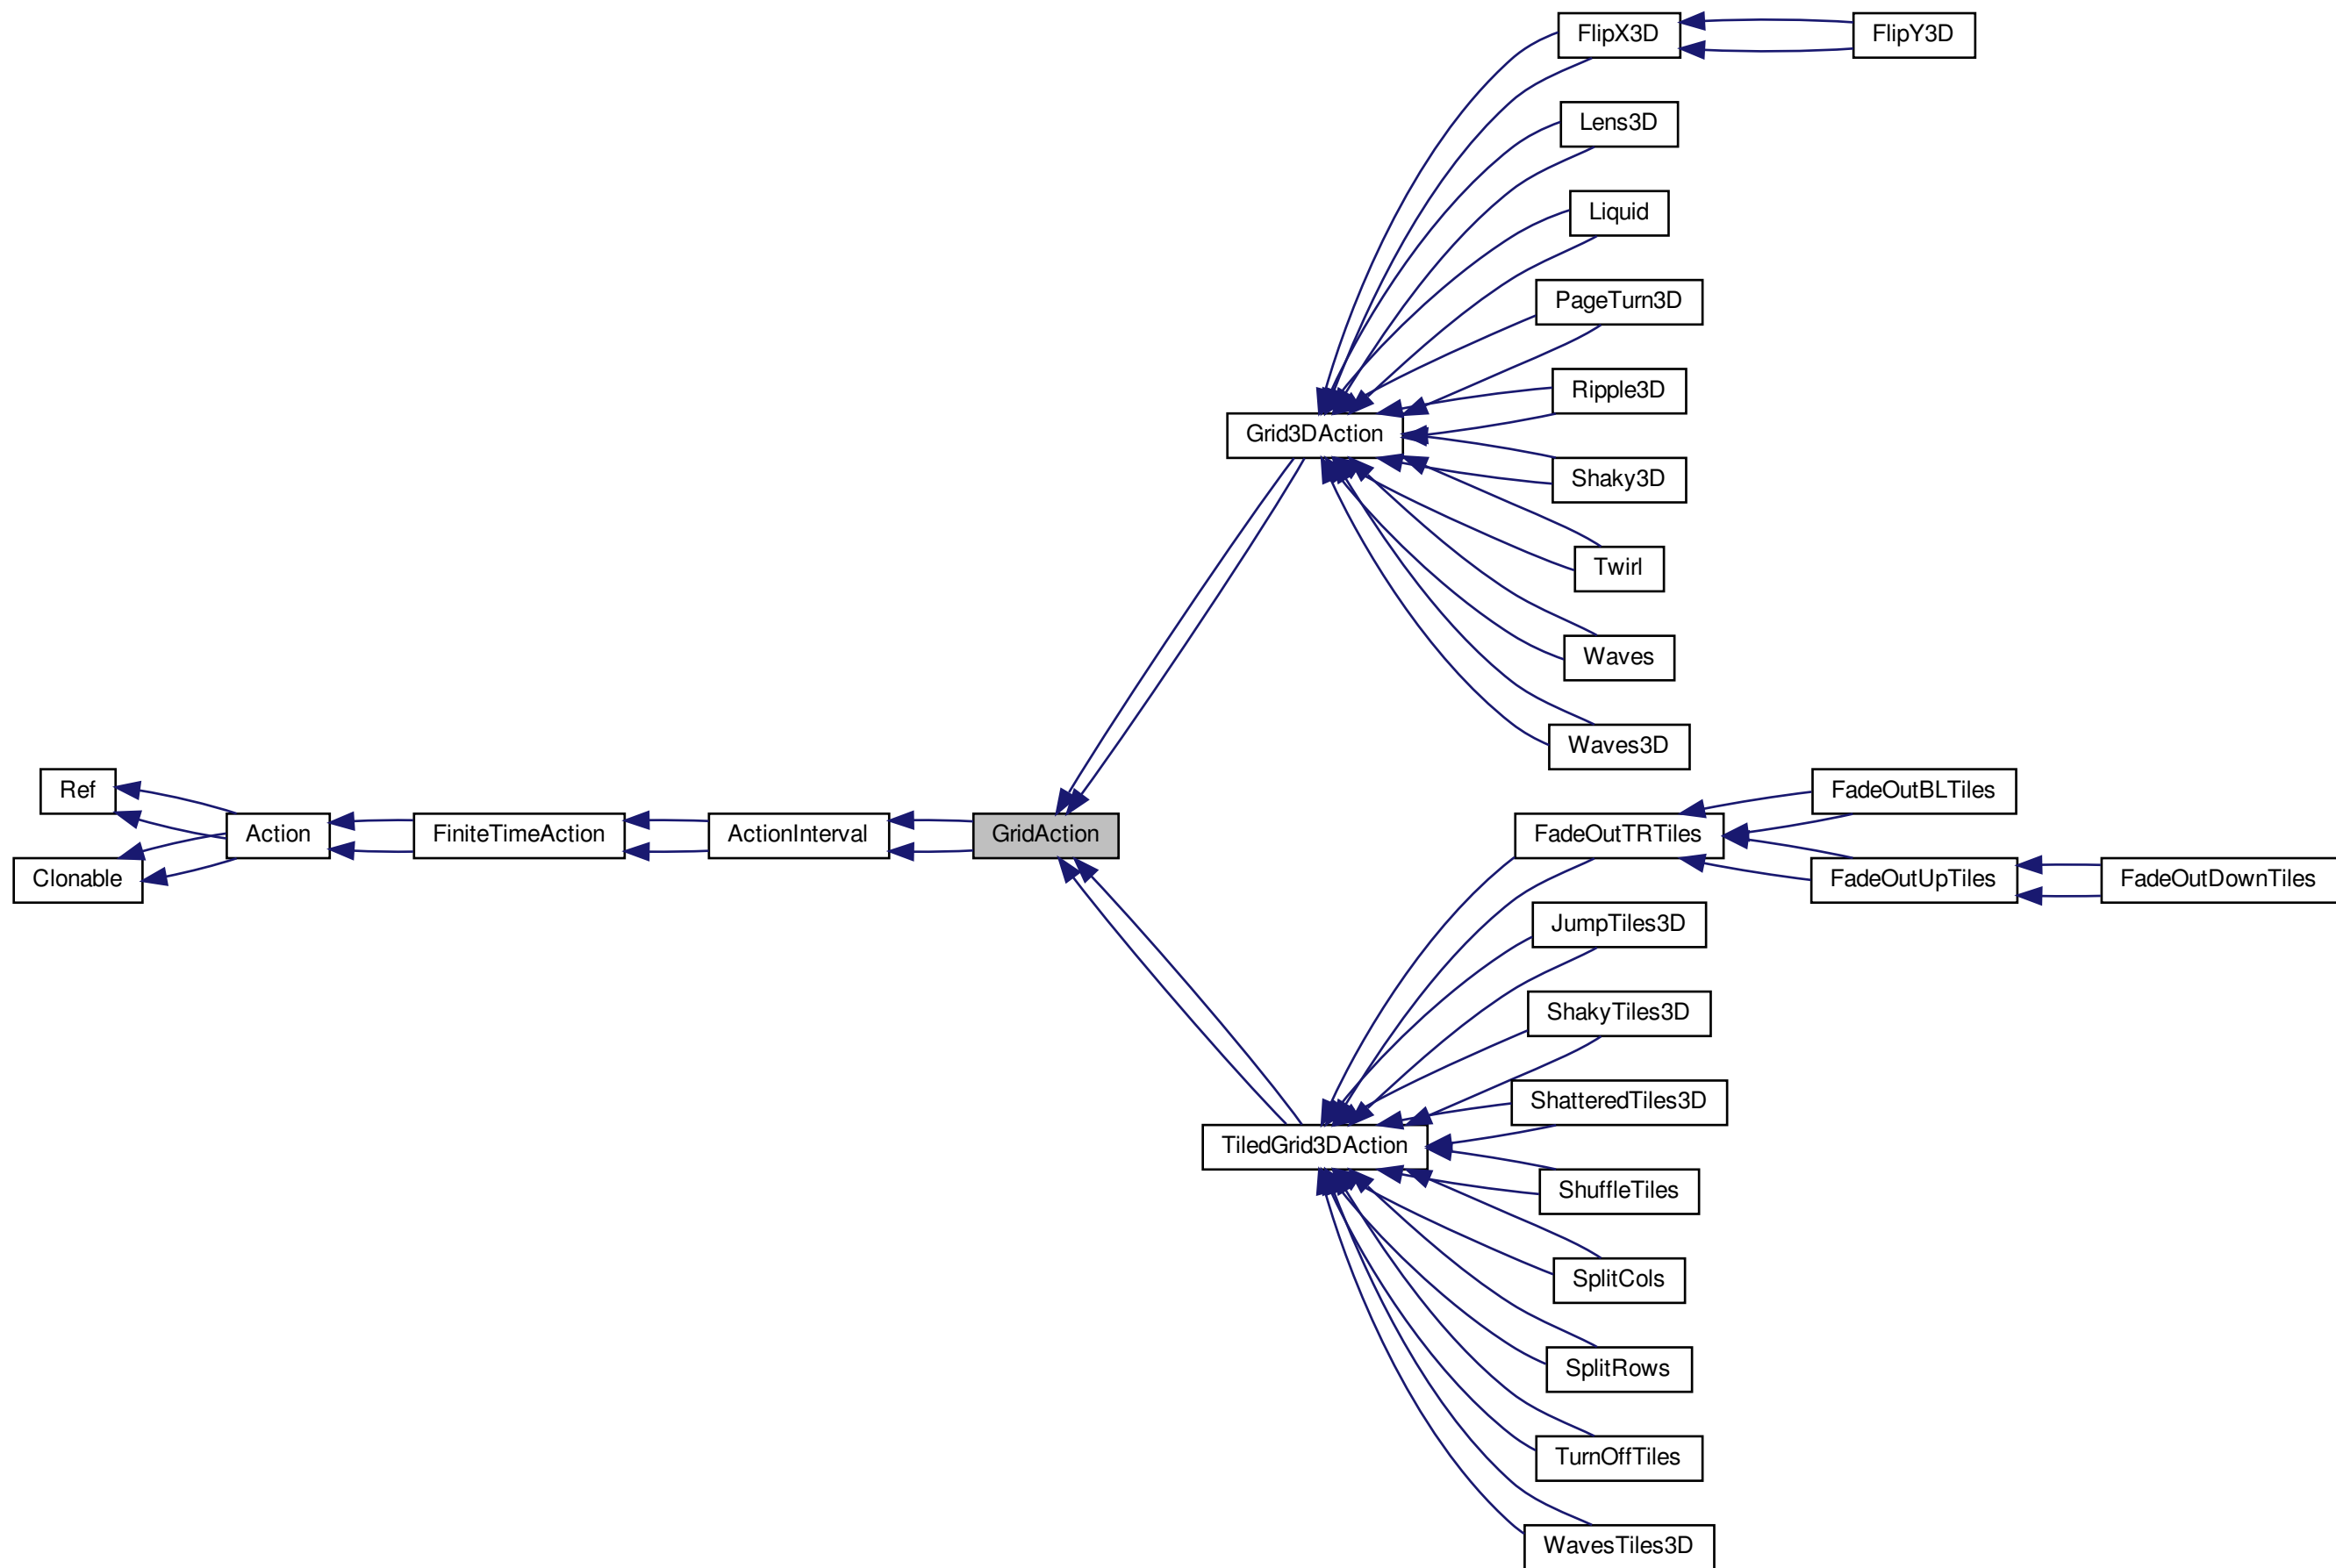 FlipX3D
FlipY3D
Lens3D
Liquid
PageTurn3D
Ripple3D
Grid3DAction
Shaky3D
Twirl
Waves
Waves3D
Ref
Clonable
Action
FiniteTimeAction
ActionInterval
GridAction
FadeOutTRTiles
FadeOutBLTiles
FadeOutUpTiles
FadeOutDownTiles
JumpTiles3D
ShakyTiles3D
ShatteredTiles3D
TiledGrid3DAction
ShuffleTiles
SplitCols
SplitRows
TurnOffTiles
WavesTiles3D